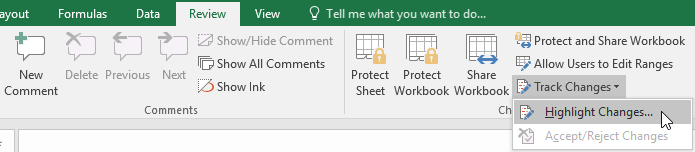 ayout Formulas Data Review View Tell me what you want to do...
New Comment
Delete
Previous
Next
Show/Hide Comment
Show All Comments
Show Ink
Comments
Protect Sheet
Protect Workbook
Share Workbook
Protect and Share Workbook
Allow Users to Edit Ranges
Track Changes
Ch
Highlight Changes...
Accept/Reject Changes